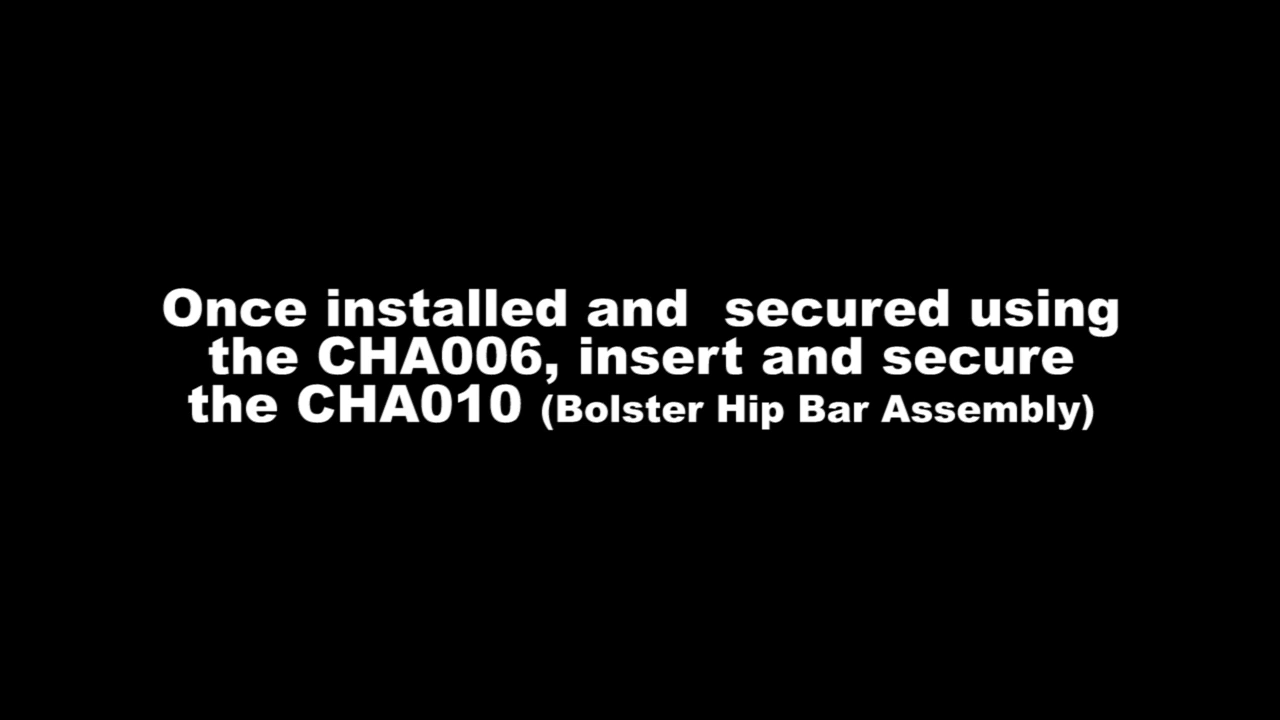 Once installed and  secured using
the CHA006, insert and secure
the CHA010 (Bolster Hip Bar Assembly)